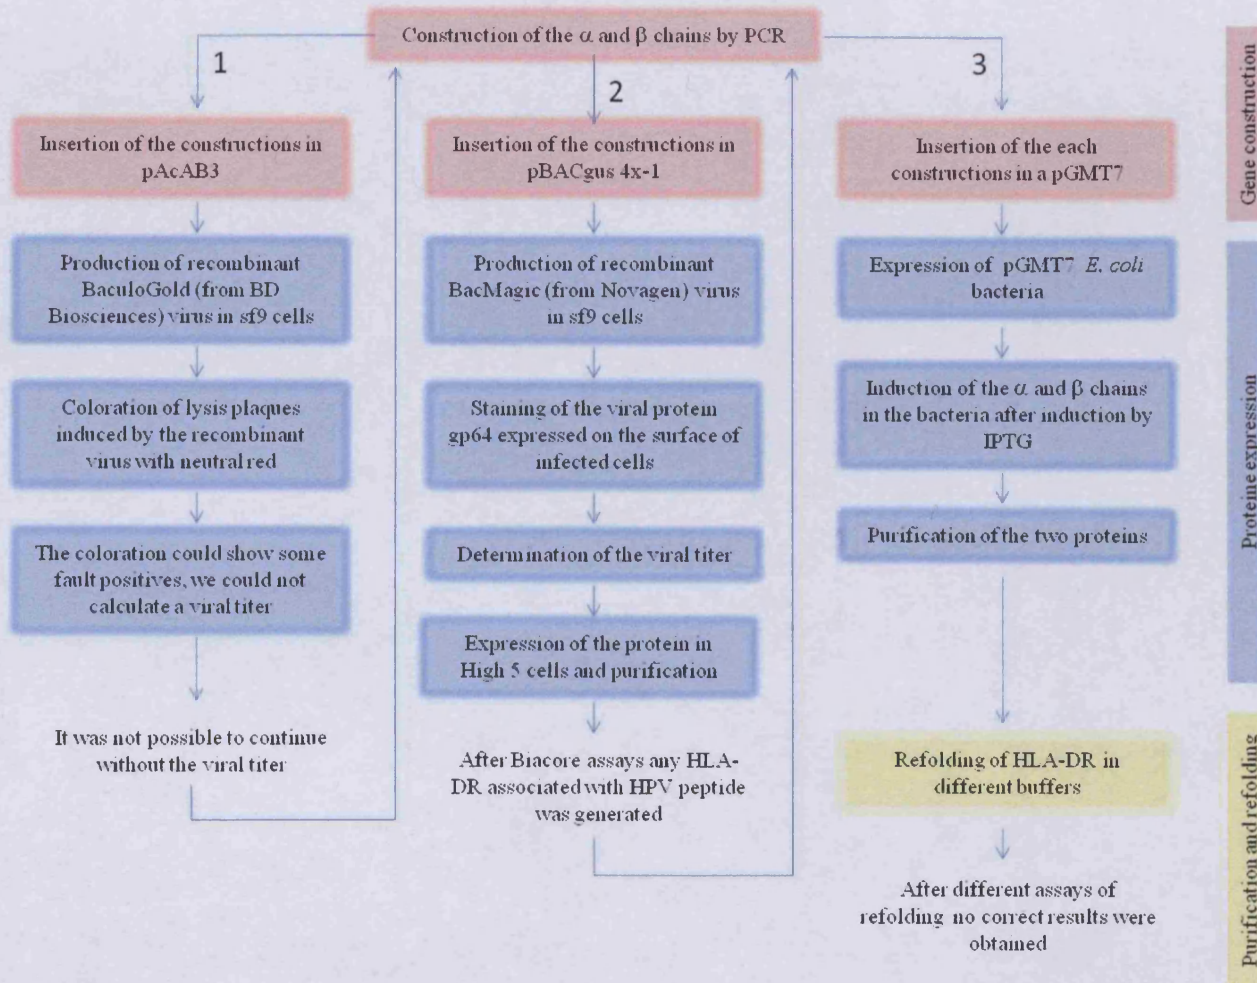 Construction of the α and β chains by PCR
1
2
3
Insertion of the constructions in
pAcAB3
Production of recombinant
BaculoGold (from BD
Biosciences) virus in sf9 cells
Coloration of lysis plaques
induced by the recombinant
virus with neutral red
The coloration could show some
fault positives, we could not
calculate a viral titer
It was not possible to continue
without the viral titer
Insertion of the constructions in
pBACgus 4x-1
Production of recombinant
BacMagic (from Novagen) virus
in sf9 cells
Staining of the viral protein
gp64 expressed on the surface of
infected cells
Determination of the viral titer
Expression of the protein in
High 5 cells and purification
After Biacore assays any HLA-
DR associated with HPV peptide
was generated
Insertion of the each
constructions in a pGMT7
Expression of pGMT7 E. coli
bacteria
Induction of the α and β chains
in the bacteria after induction by
IPTG
Purification of the two proteins
Refolding of HLA-DR in
different buffers
After different assays of
refolding no correct results were
obtained
Gene construction
Proteine expression
Purification and refolding